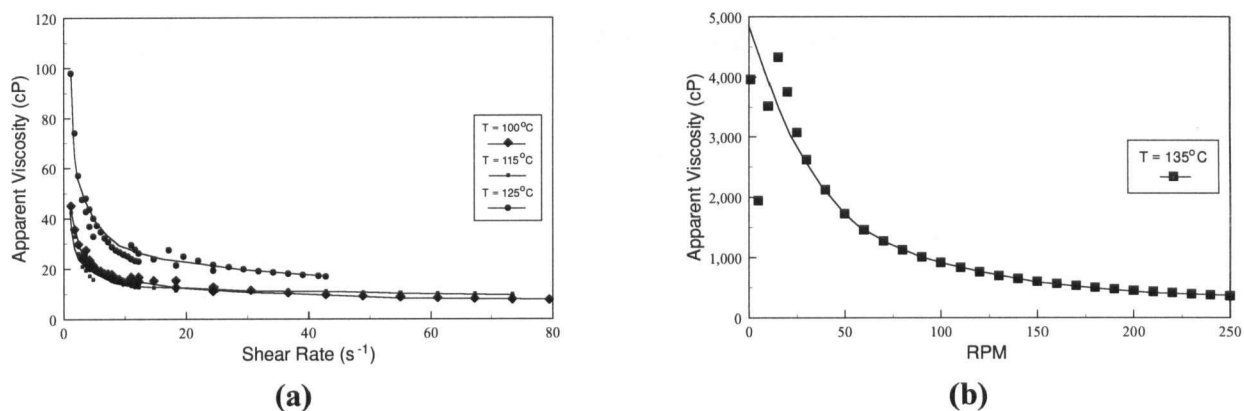 120
100
80
60
40
20
0
Apparent Viscosity (cP)
0 20 40 60 80
Shear Rate (s⁻¹)
T = 100°C
T = 115°C
T = 125°C
(a)
5,000
4,000
3,000
2,000
1,000
0
Apparent Viscosity (cP)
0 50 100 150 200 250
RPM
T = 135°C
(b)